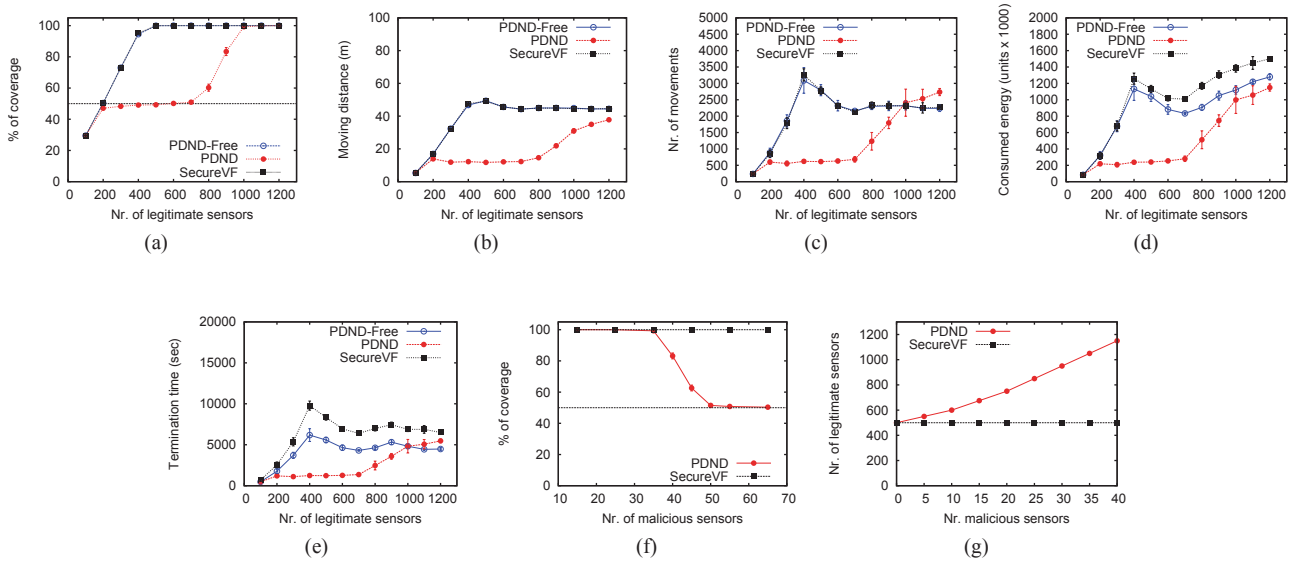 100
80
60
40
20
0
0 200 400 600 800 1000 1200
% of coverage
Nr. of legitimate sensors
PDND-Free
PDND
SecureVF
(a)
100
80
60
40
20
0
0 200 400 600 800 1000 1200
Moving distance (m)
Nr. of legitimate sensors
PDND-Free
PDND
SecureVF
(b)
5000
4500
4000
3500
3000
2500
2000
1500
1000
500
0
0 200 400 600 800 1000 1200
Nr. of movements
Nr. of legitimate sensors
PDND-Free
PDND
SecureVF
(c)
2000
1800
1600
1400
1200
1000
800
600
400
200
0
0 200 400 600 800 1000 1200
Consumed energy (units x 1000)
Nr. of legitimate sensors
PDND-Free
PDND
SecureVF
(d)
20000
15000
10000
5000
0
0 200 400 600 800 1000 1200
Termination time (sec)
Nr. of legitimate sensors
PDND-Free
PDND
SecureVF
(e)
100
80
60
40
20
0
10 20 30 40 50 60 70
% of coverage
Nr. of malicious sensors
PDND
SecureVF
(f)
1200
1000
800
600
400
200
0
0 5 10 15 20 25 30 35 40
Nr. of legitimate sensors
Nr. malicious sensors
PDND
SecureVF
(g)